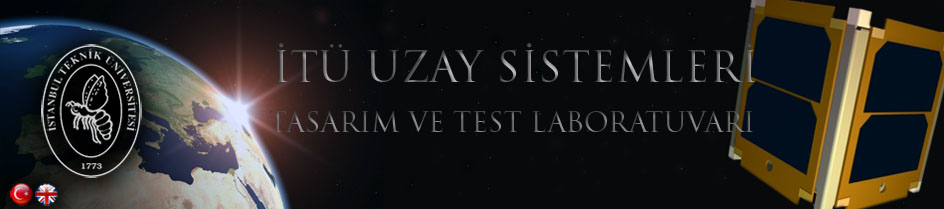 İSTANBUL TEKNİK ÜNİVERSİTESİ
1773
İTÜ UZAY SİSTEMLERİ
TASARIM VE TEST LABORATUVARI